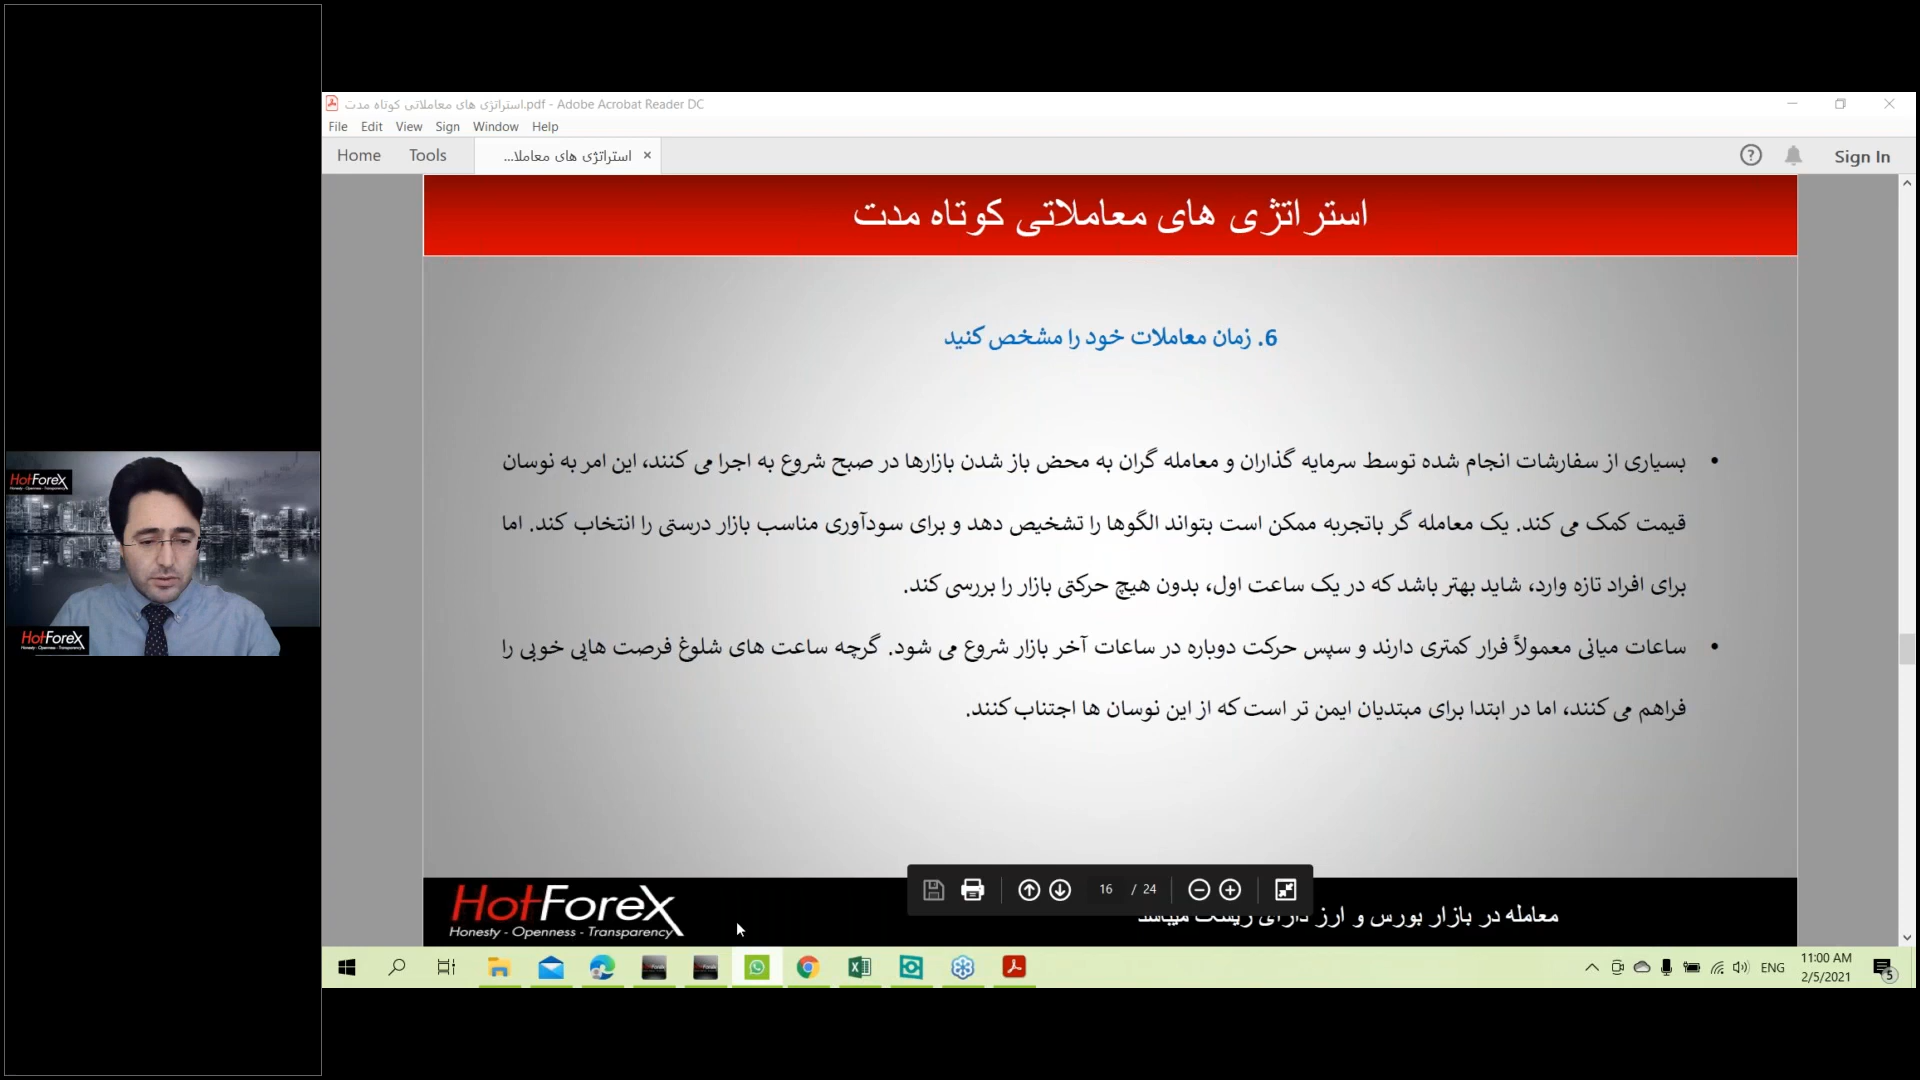 استراتژی های معاملاتی کوتاه مدت.pdf - Adobe Acrobat Reader DC
File Edit View Sign Window Help
Home Tools استراتژی های معاملا... × Sign In
استراتژی های معاملاتی کوتاه مدت
6. زمان معاملات خود را مشخص کنید
• بسیاری از سفارشات انجام شده توسط سرمایه گذاران و معامله گران به محض باز شدن بازارها در صبح شروع به اجرا می کنند، این امر به نوسان
قیمت کمک می کند. یک معامله گر باتجربه ممکن است بتواند الگوها را تشخیص دهد و برای سودآوری مناسب بازار درستی را انتخاب کند. اما
برای افراد تازه وارد، شاید بهتر باشد که در یک ساعت اول، بدون هیچ حرکتی بازار را بررسی کند.
• ساعات میانی معمولاً فرار کمتری دارند و سپس حرکت دوباره در ساعات آخر بازار شروع می شود. گرچه ساعت های شلوغ فرصت هایی خوبی را
فراهم می کنند، اما در ابتدا برای مبتدیان ایمن تر است که از این نوسان ها اجتناب کنند.
HotForex
Honesty - Openness - Transparency
16 / 24
معامله در بازار بورس و ارز دارای ریسک میباشد
HotForex
HotForex
ENG
11:00 AM
2/5/2021
5